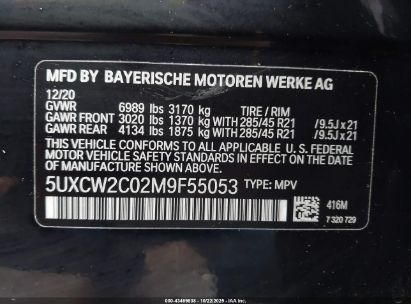 MFD BY BAYERISCHE MOTOREN WERKE AG
12/20
GVWR 6989 lbs 3170 kg TIRE / RIM
GAWR FRONT 3020 lbs 1370 kg WITH 285/45 R21 /9.5J x 21
GAWR REAR 4134 lbs 1875 kg WITH 285/45 R21 /9.5J x 21
THIS VEHICLE CONFORMS TO ALL APPLICABLE U. S. FEDERAL
MOTOR VEHICLE SAFETY STANDARDS IN EFFECT ON THE DATE
OF MANUFACTURE SHOWN ABOVE.
5UXCW2C02M9F55053 TYPE: MPV
416M
7 320 729